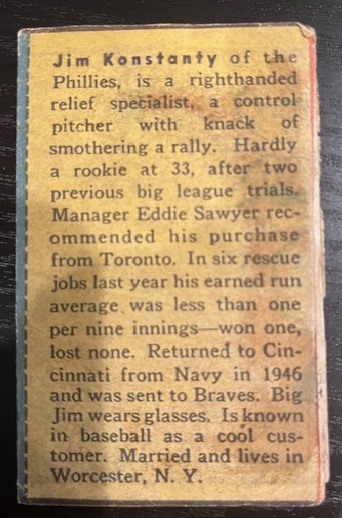 Jim Konstanty of the
Phillies, is a righthanded
relief specialist, a control
pitcher with knack of
smothering a rally. Hardly
a rookie at 33, after two
previous big league trials.
Manager Eddie Sawyer rec-
ommended his purchase
from Toronto. In six rescue
jobs last year his earned run
average was less than one
per nine innings—won one,
lost none. Returned to Cin-
cinnati from Navy in 1946
and was sent to Braves. Big
Jim wears glasses. Is known
in baseball as a cool cus-
tomer. Married and lives in
Worcester, N. Y.